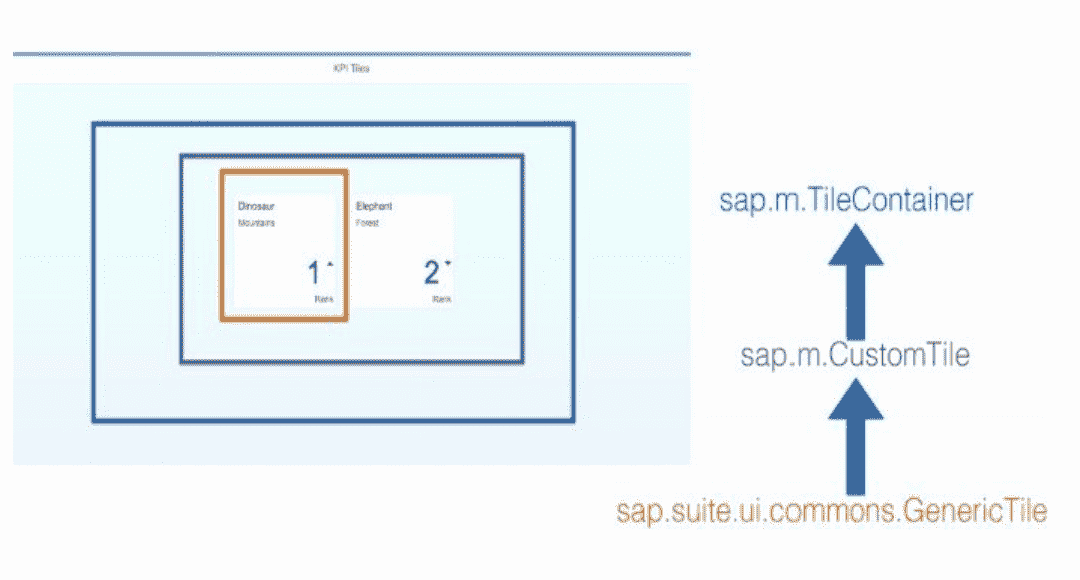 KPI Tiles
Dinosaur
Mountains
1
Rank
Elephant
Forest
2
Rank
sap.m.TileContainer
sap.m.CustomTile
sap.suite.ui.commons.GenericTile